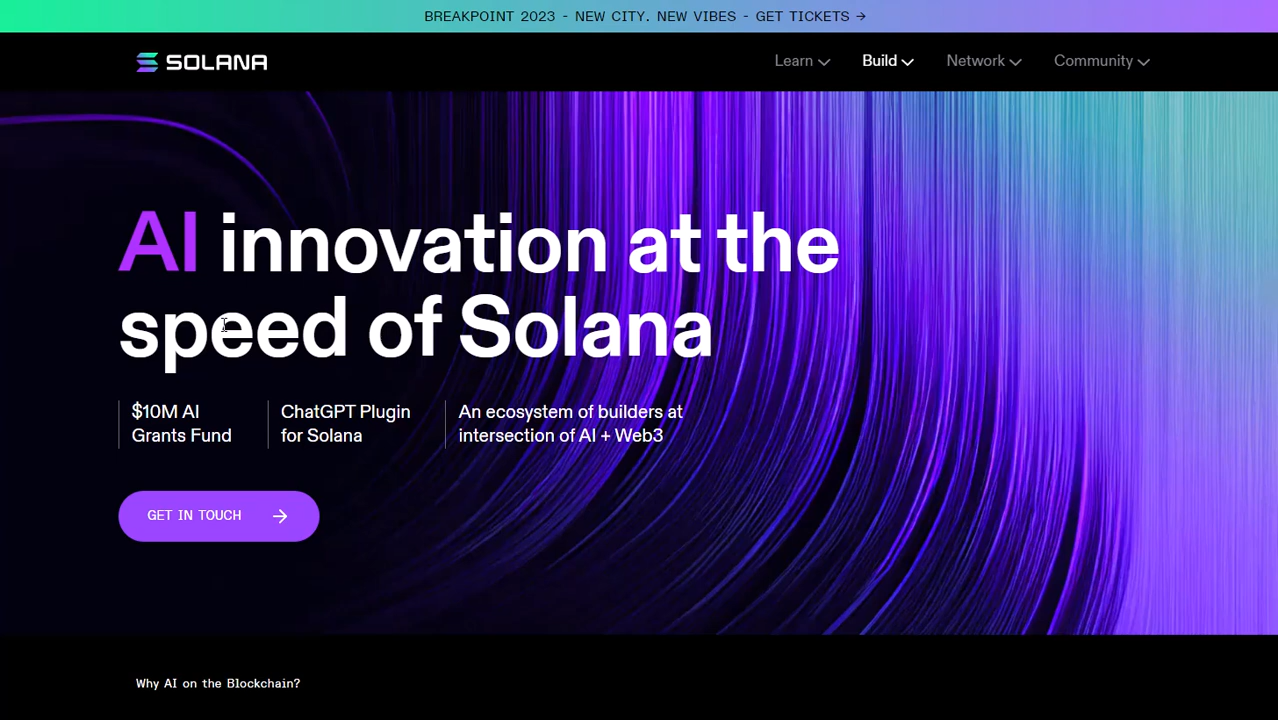 BREAKPOINT 2023 - NEW CITY. NEW VIBES - GET TICKETS →
SOLANA
Learn
Build
Network
Community
AI innovation at the
speed of Solana
$10M AI
Grants Fund
ChatGPT Plugin
for Solana
An ecosystem of builders at
intersection of AI + Web3
GET IN TOUCH →
Why AI on the Blockchain?